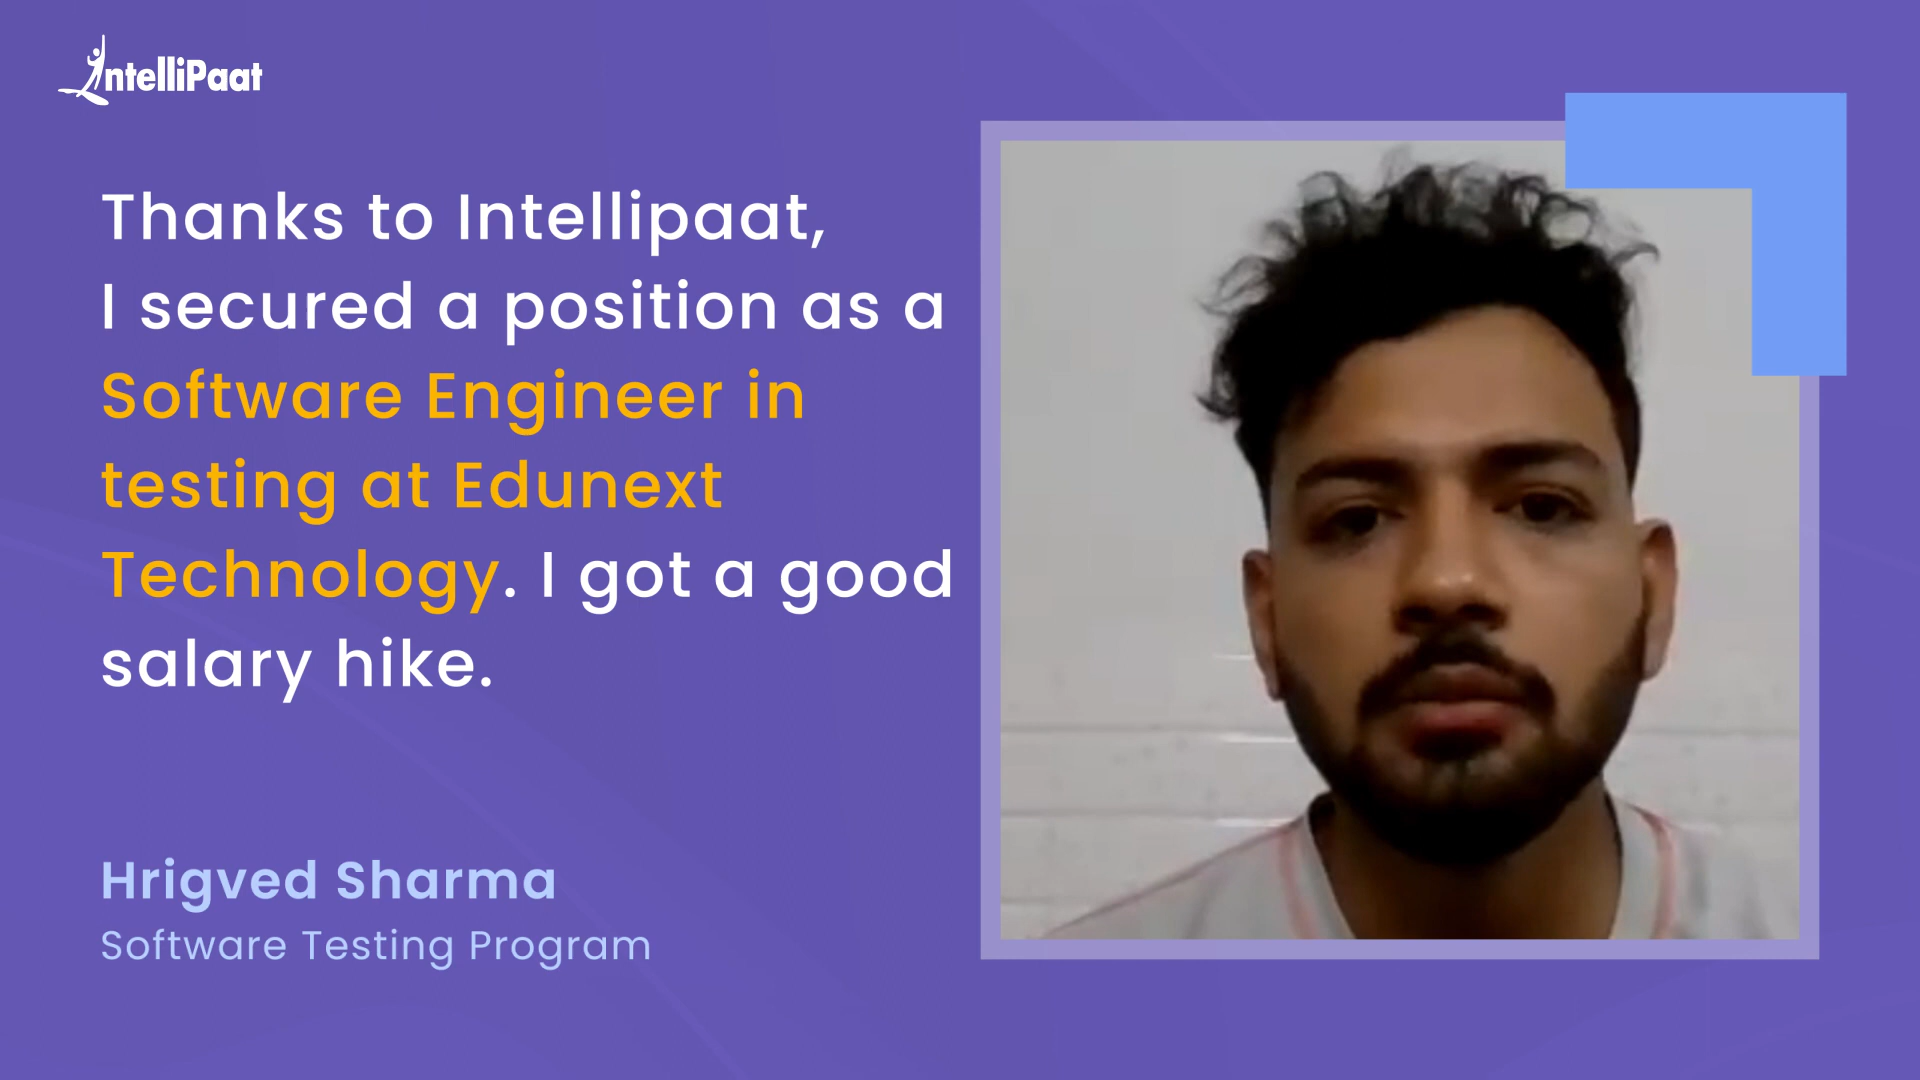 IntelliPaat
Thanks to Intellipaat,
I secured a position as a
Software Engineer in
testing at Edunext
Technology. I got a good
salary hike.
Hrigved Sharma
Software Testing Program